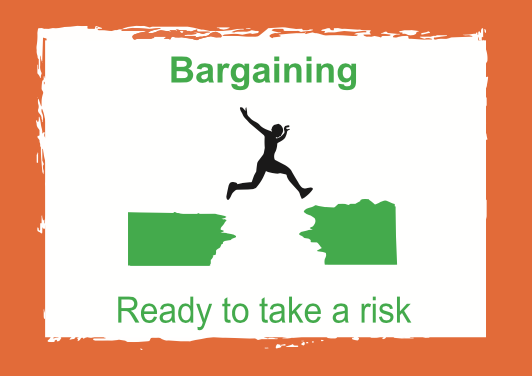 Bargaining
Ready to take a risk